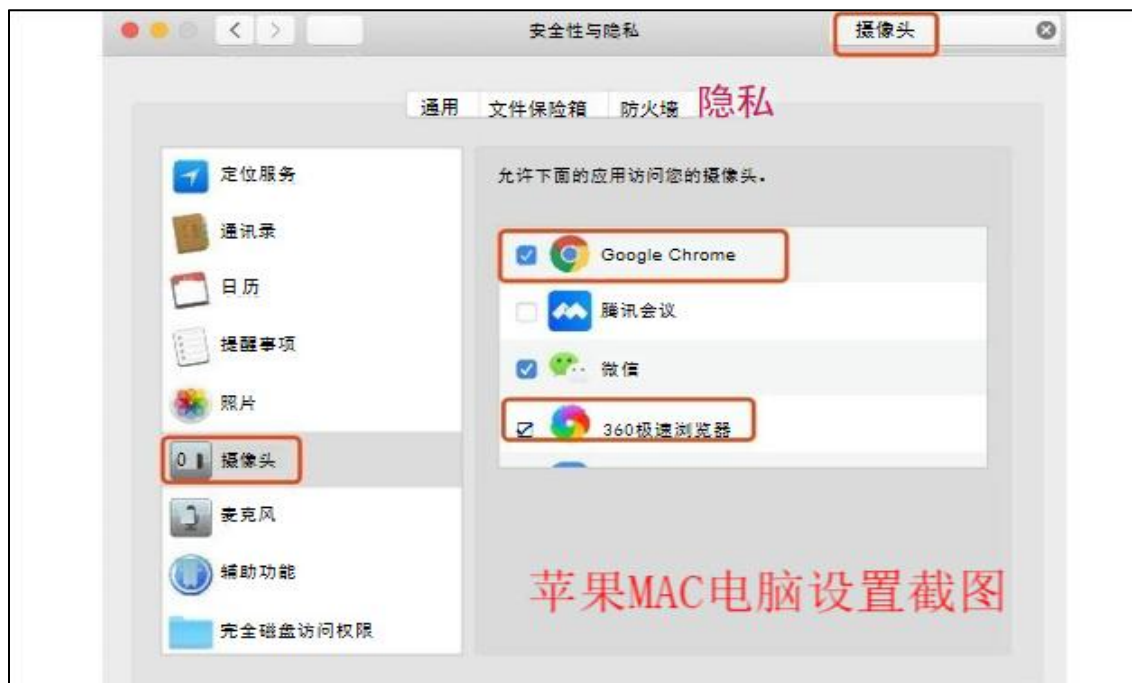 安全性与隐私
摄像头
通用 文件保险箱 防火墙 隐私
定位服务
通讯录
日历
提醒事项
照片
摄像头
麦克风
辅助功能
完全磁盘访问权限
允许下面的应用访问您的摄像头.
Google Chrome
腾讯会议
微信
360极速浏览器
苹果MAC电脑设置截图